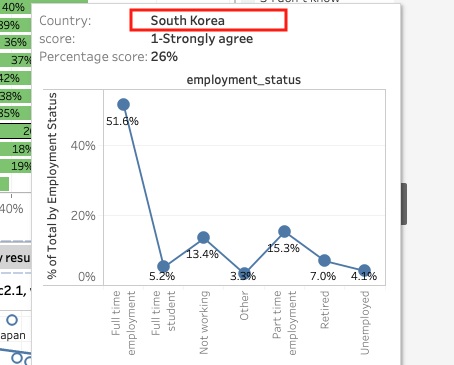 40%
39%
36%
37%
42%
38%
35%
18%
19%
40%
Country: South Korea
score: 1-Strongly agree
Percentage score: 26%
employment_status
% of Total by Employment Status
40%
20%
0%
51.6%
5.2%
13.4%
3.3%
15.3%
7.0%
4.1%
Full time
employment
Full time
student
Not working
Other
Part time
employment
Retired
Unemployed
y resu
c2.1,
apan